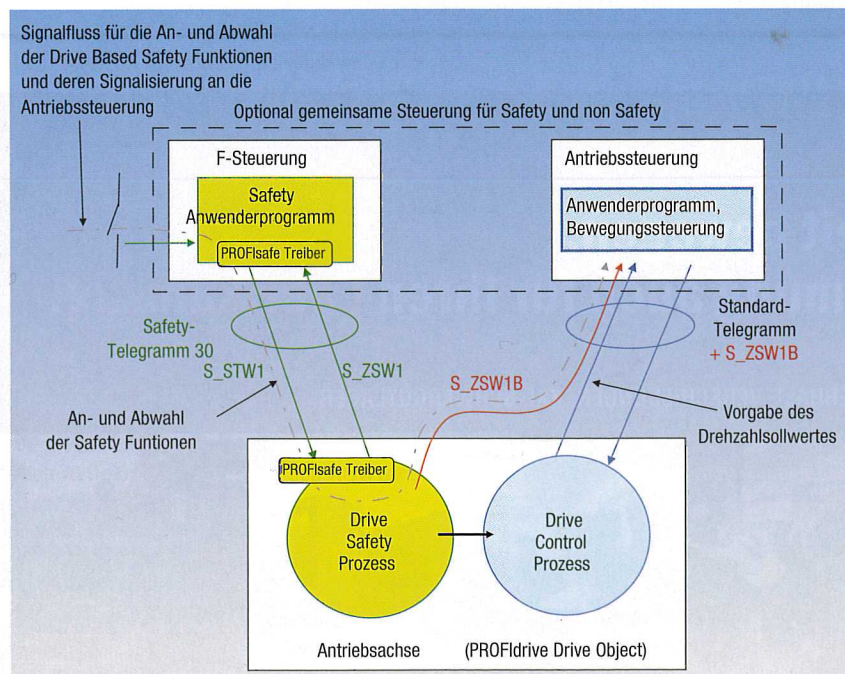 Signalfluss für die An- und Abwahl
der Drive Based Safety Funktionen
und deren Signalisierung an die
Antriebssteuerung
Optional gemeinsame Steuerung für Safety und non Safety
F-Steuerung
Safety
Anwenderprogramm
PROFIsafe Treiber
Antriebssteuerung
Anwenderprogramm,
Bewegungssteuerung
Safety-
Telegramm 30
S_STW1
S_ZSW1
S_ZSW1B
Standard-
Telegramm
+ S_ZSW1B
An- und Abwahl
der Safety Funtionen
Vorgabe des
Drehzahlsollwertes
PROFIsafe Treiber
Drive
Safety
Prozess
Drive
Control
Prozess
Antriebsachse
(PROFIdrive Drive Object)